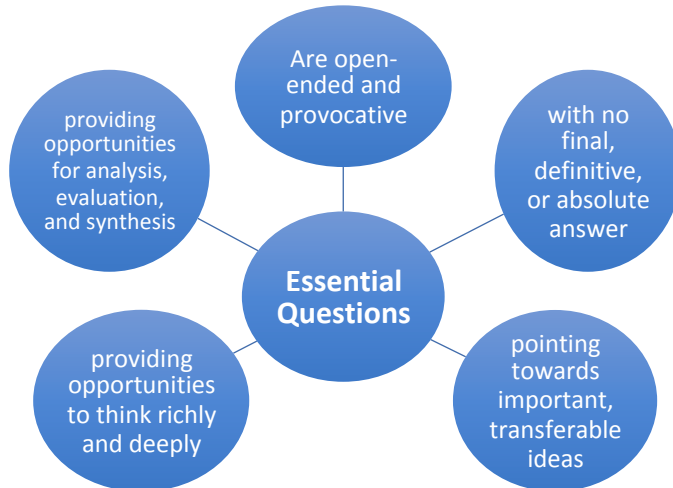 Are open-
ended and
provocative
with no
final,
definitive,
or absolute
answer
pointing
towards
important,
transferable
ideas
providing
opportunities
to think richly
and deeply
providing
opportunities
for analysis,
evaluation,
and synthesis
Essential
Questions